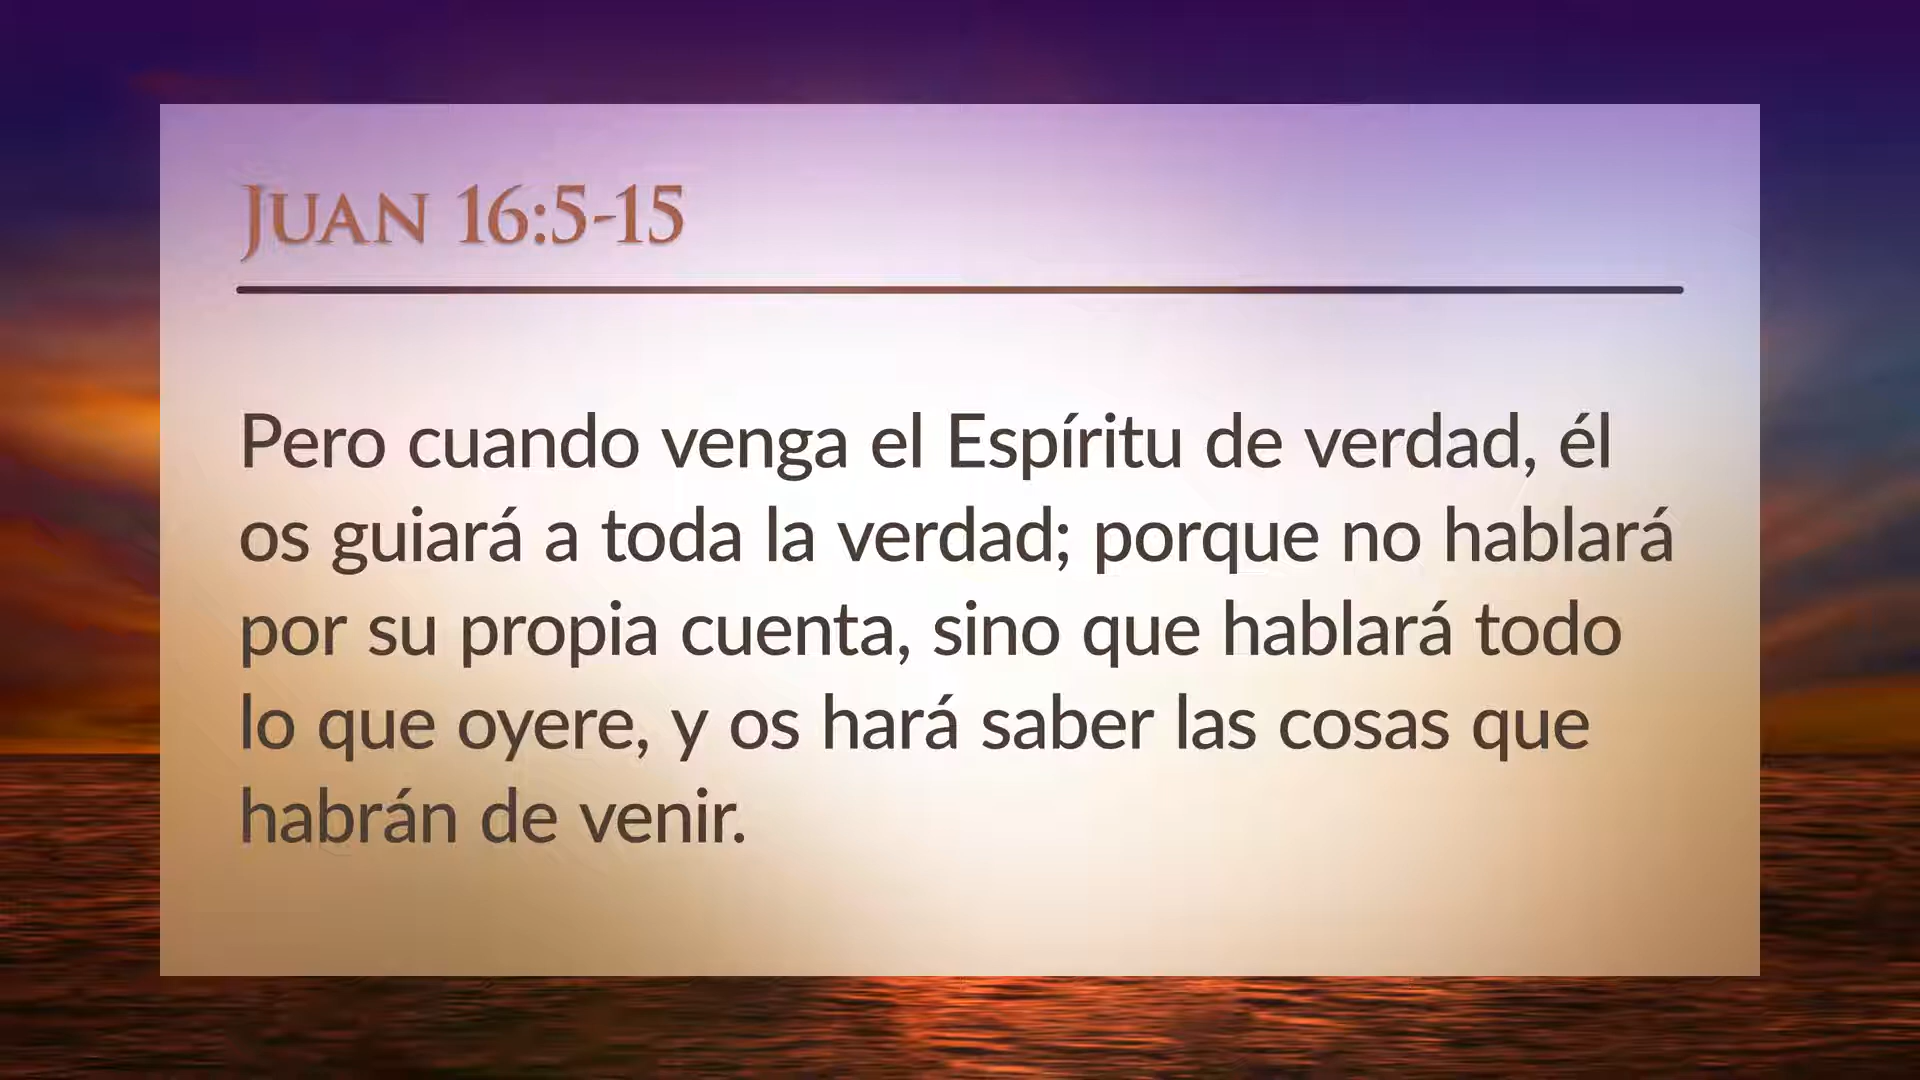 Juan 16:5-15
Pero cuando venga el Espíritu de verdad, él
os guiará a toda la verdad; porque no hablará
por su propia cuenta, sino que hablará todo
lo que oyere, y os hará saber las cosas que
habrán de venir.